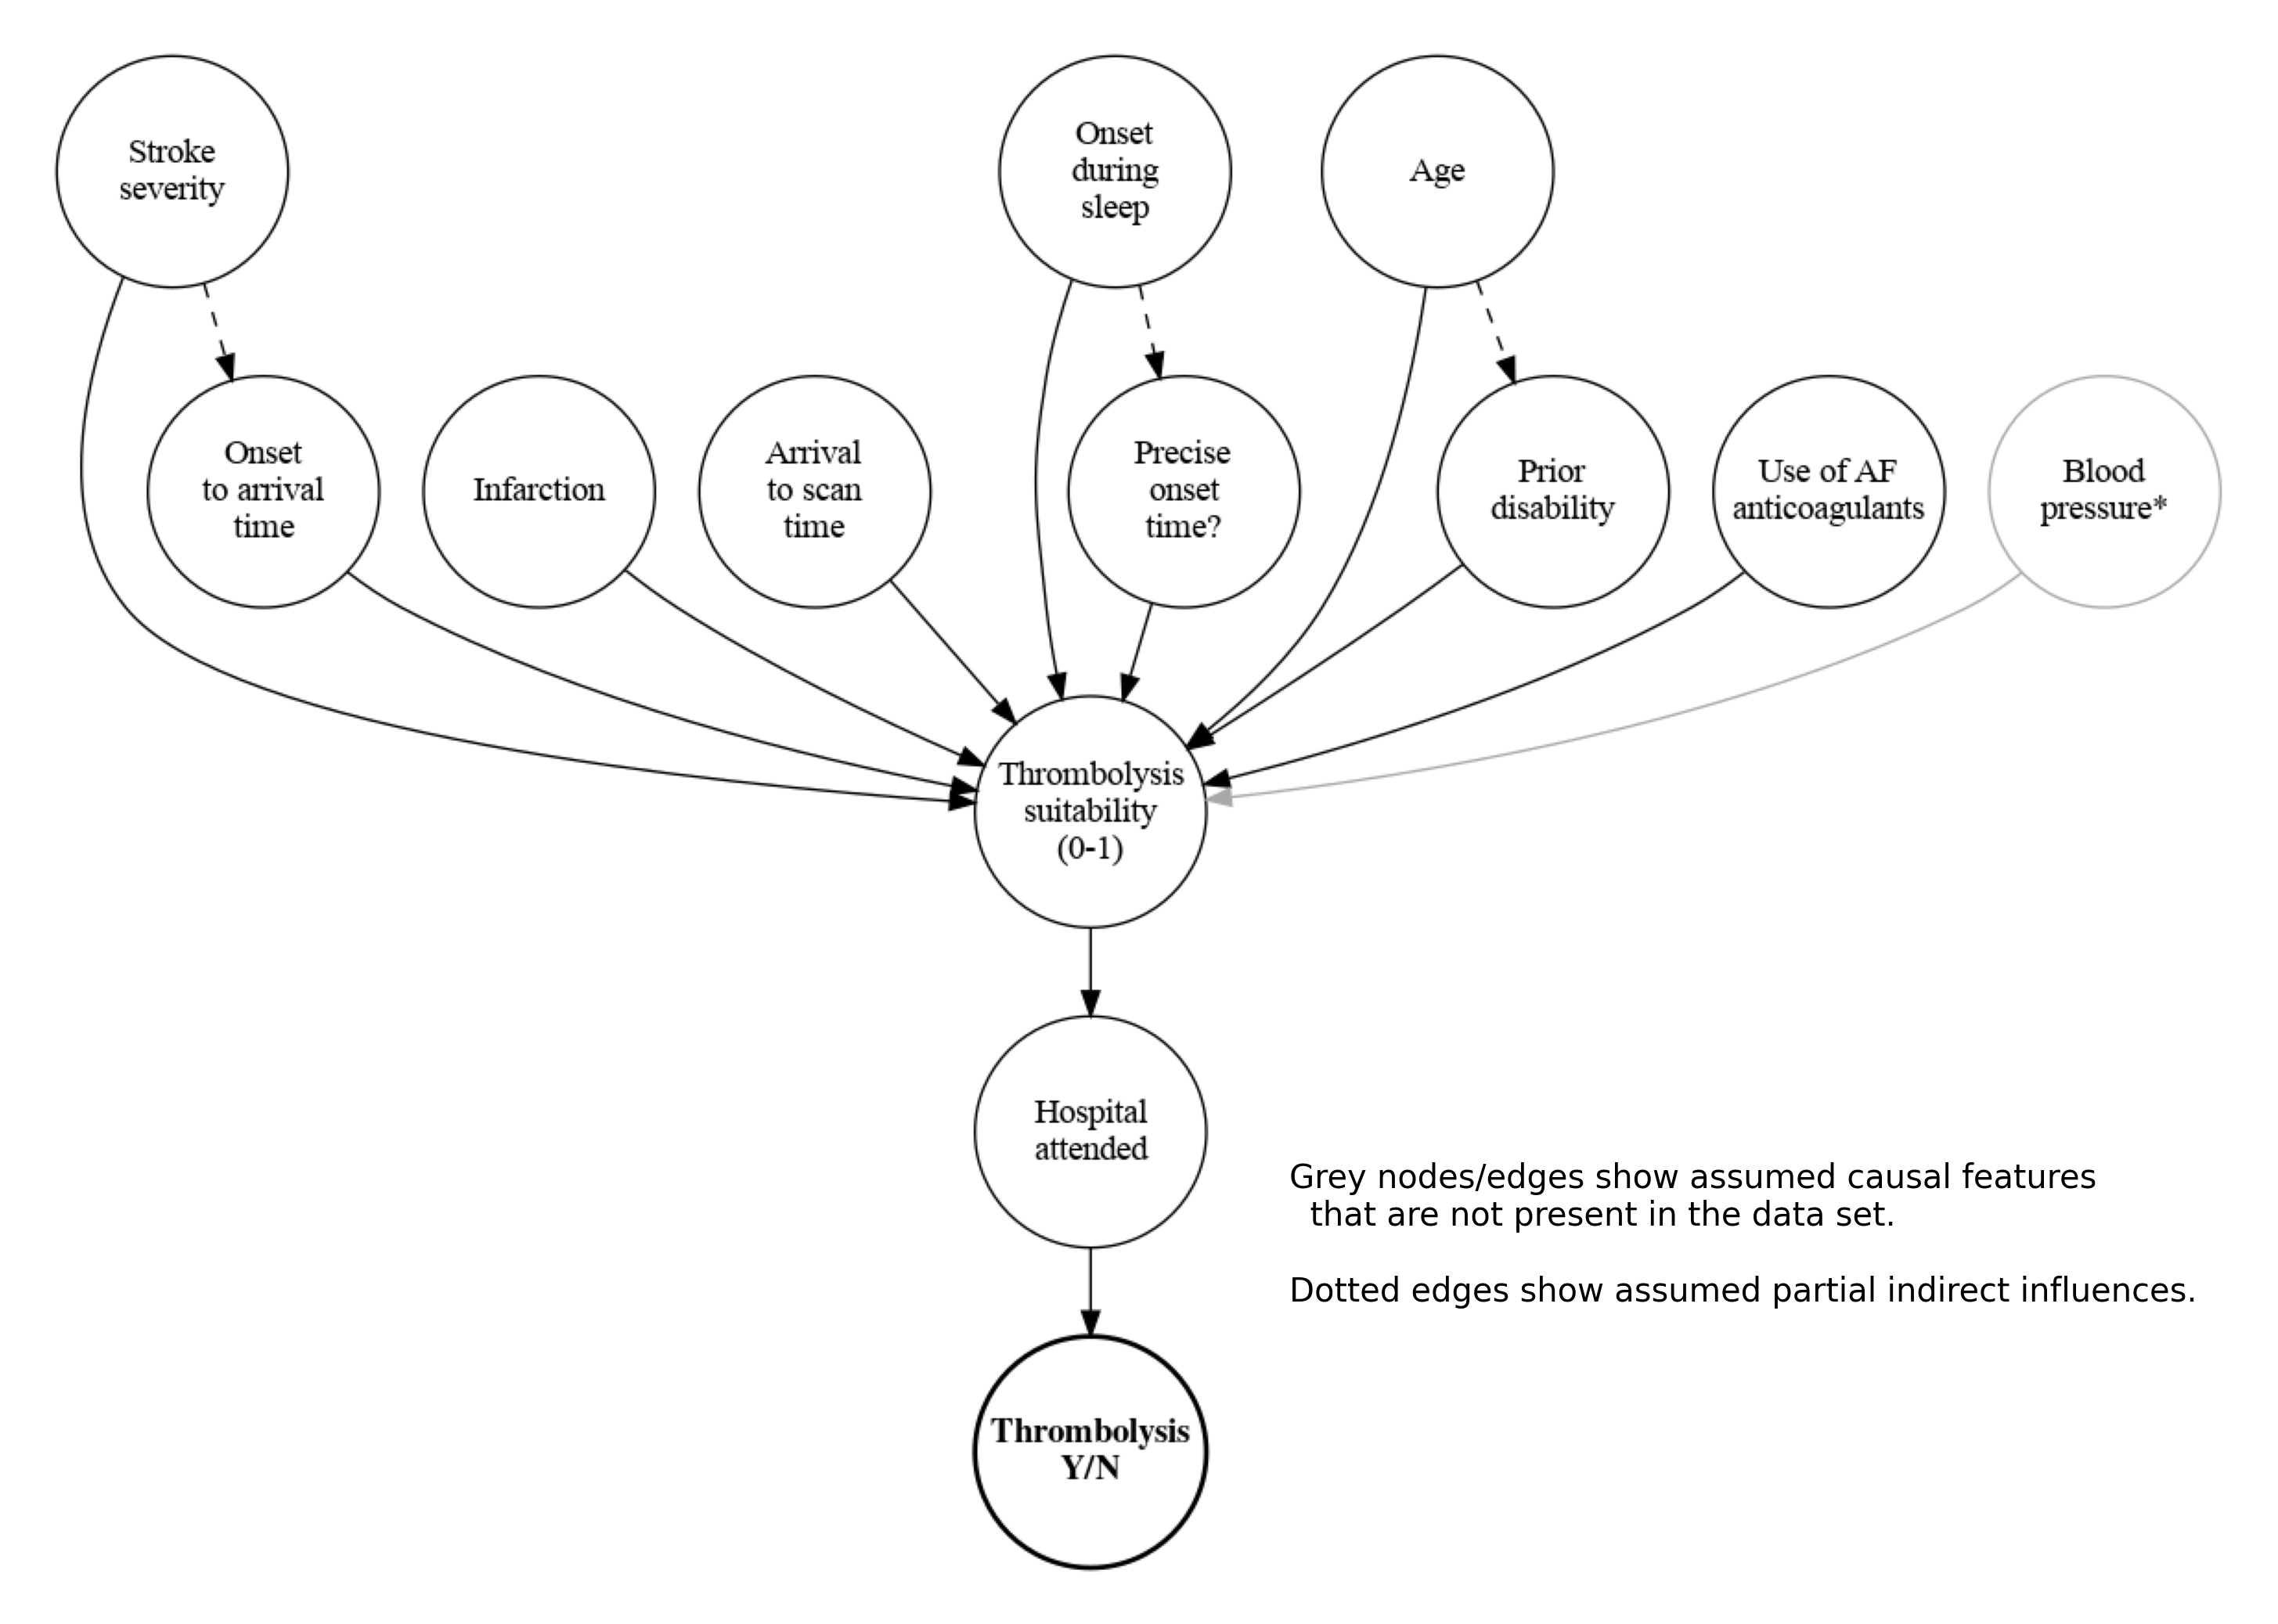 Stroke
severity
Onset
during
sleep
Age
Onset
to arrival
time
Infarction
Arrival
to scan
time
Precise
onset
time?
Prior
disability
Use of AF
anticoagulants
Blood
pressure*
Thrombolysis
suitability
(0-1)
Hospital
attended
Grey nodes/edges show assumed causal features
that are not present in the data set.
Dotted edges show assumed partial indirect influences.
Thrombolysis
Y/N